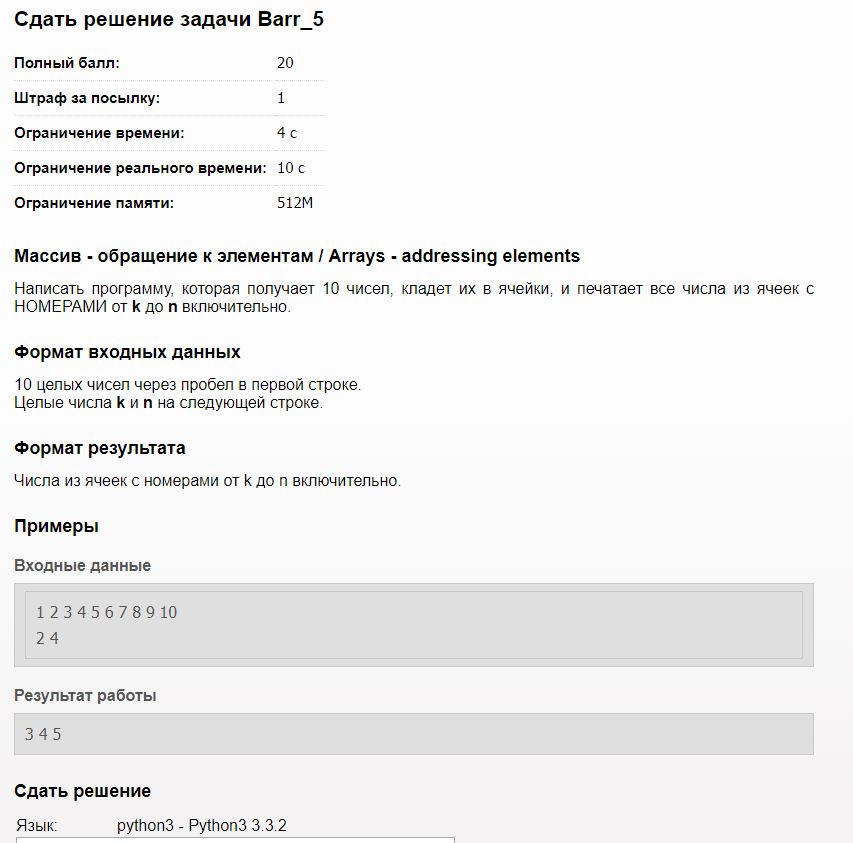 Сдать решение задачи Barr_5
Полный балл: 20
Штраф за посылку: 1
Ограничение времени: 4 с
Ограничение реального времени: 10 с
Ограничение памяти: 512M
Массив - обращение к элементам / Arrays - addressing elements
Написать программу, которая получает 10 чисел, кладет их в ячейки, и печатает все числа из ячеек с
НОМЕРАМИ от k до n включительно.
Формат входных данных
10 целых чисел через пробел в первой строке.
Целые числа k и n на следующей строке.
Формат результата
Числа из ячеек с номерами от k до n включительно.
Примеры
Входные данные
1 2 3 4 5 6 7 8 9 10
2 4
Результат работы
3 4 5
Сдать решение
Язык: python3 - Python3 3.3.2